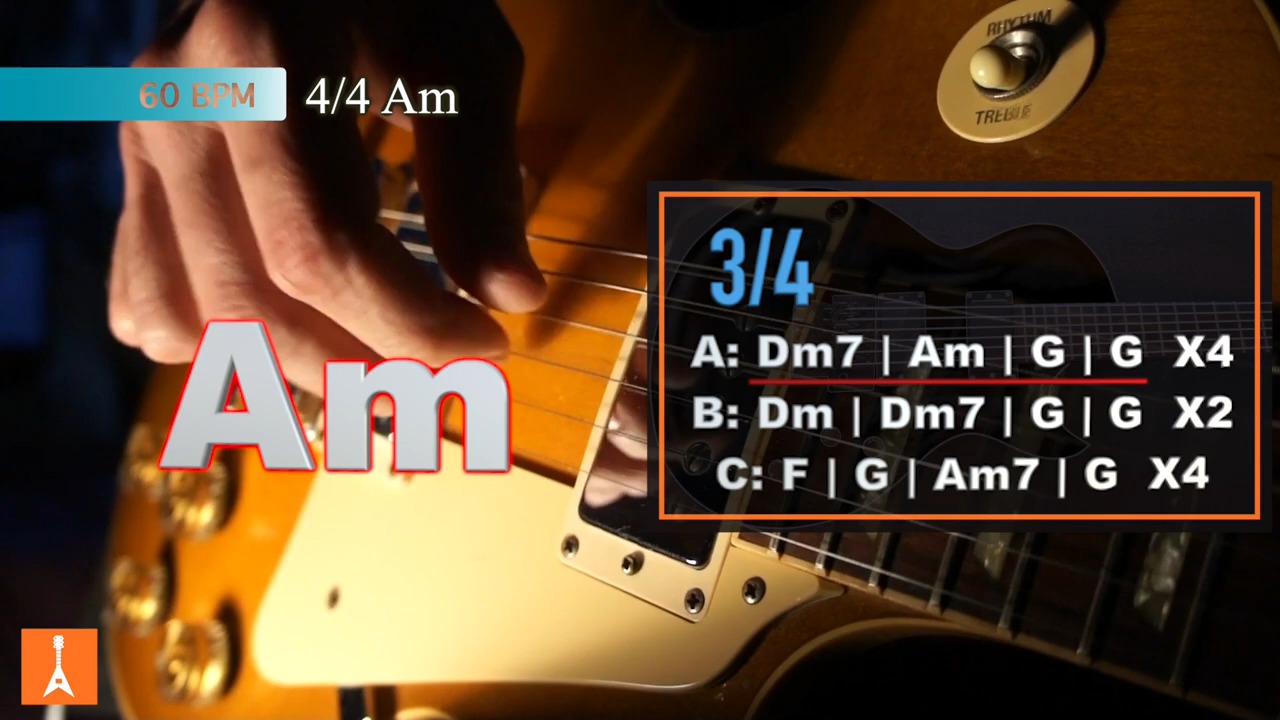 RHYTHM
TREBLE
60 BPM 4/4 Am
3/4
Am
A: Dm7 | Am | G | G X4
B: Dm | Dm7 | G | G X2
C: F | G | Am7 | G X4